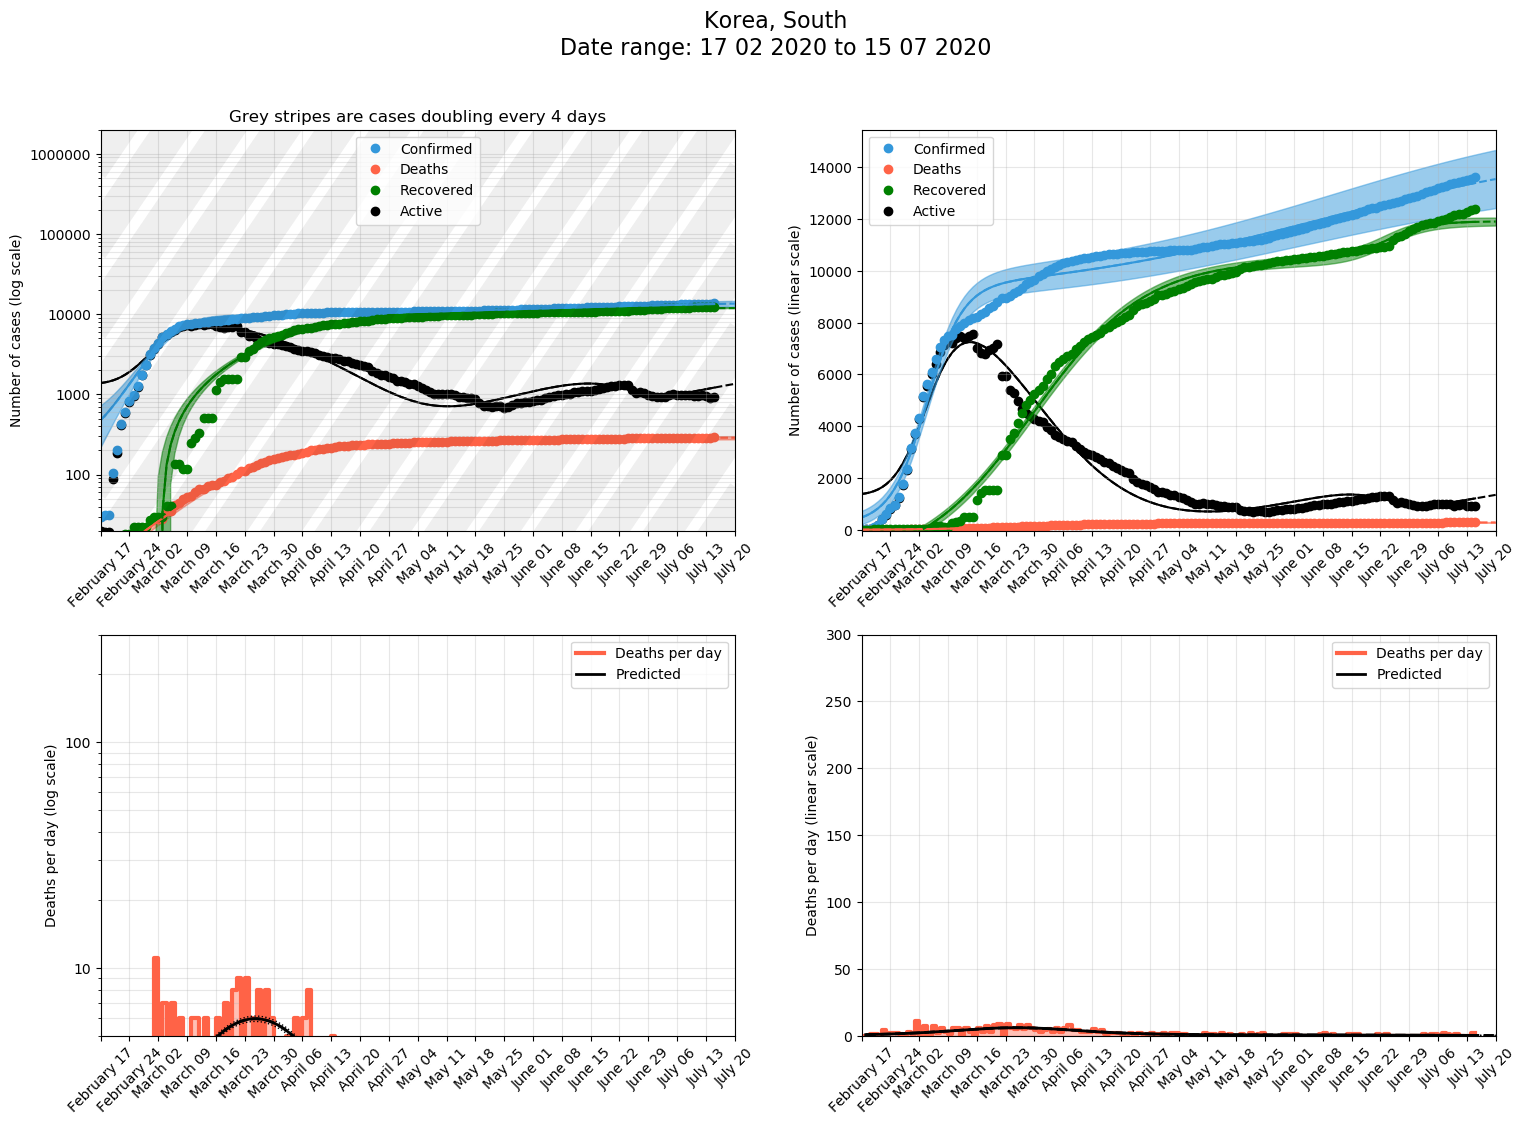 Korea, South
Date range: 17 02 2020 to 15 07 2020
Grey stripes are cases doubling every 4 days
Number of cases (log scale)
1000000
100000
10000
1000
100
Confirmed
Deaths
Recovered
Active
February 17
February 24
March 02
March 09
March 16
March 23
March 30
April 06
April 13
April 20
April 27
May 04
May 11
May 18
May 25
June 01
June 08
June 15
June 22
June 29
July 06
July 13
July 20
Number of cases (linear scale)
14000
12000
10000
8000
6000
4000
2000
0
Confirmed
Deaths
Recovered
Active
February 17
February 24
March 02
March 09
March 16
March 23
March 30
April 06
April 13
April 20
April 27
May 04
May 11
May 18
May 25
June 01
June 08
June 15
June 22
June 29
July 06
July 13
July 20
Deaths per day (log scale)
100
10
Deaths per day
Predicted
February 17
February 24
March 02
March 09
March 16
March 23
March 30
April 06
April 13
April 20
April 27
May 04
May 11
May 18
May 25
June 01
June 08
June 15
June 22
June 29
July 06
July 13
July 20
Deaths per day (linear scale)
300
250
200
150
100
50
0
Deaths per day
Predicted
February 17
February 24
March 02
March 09
March 16
March 23
March 30
April 06
April 13
April 20
April 27
May 04
May 11
May 18
May 25
June 01
June 08
June 15
June 22
June 29
July 06
July 13
July 20